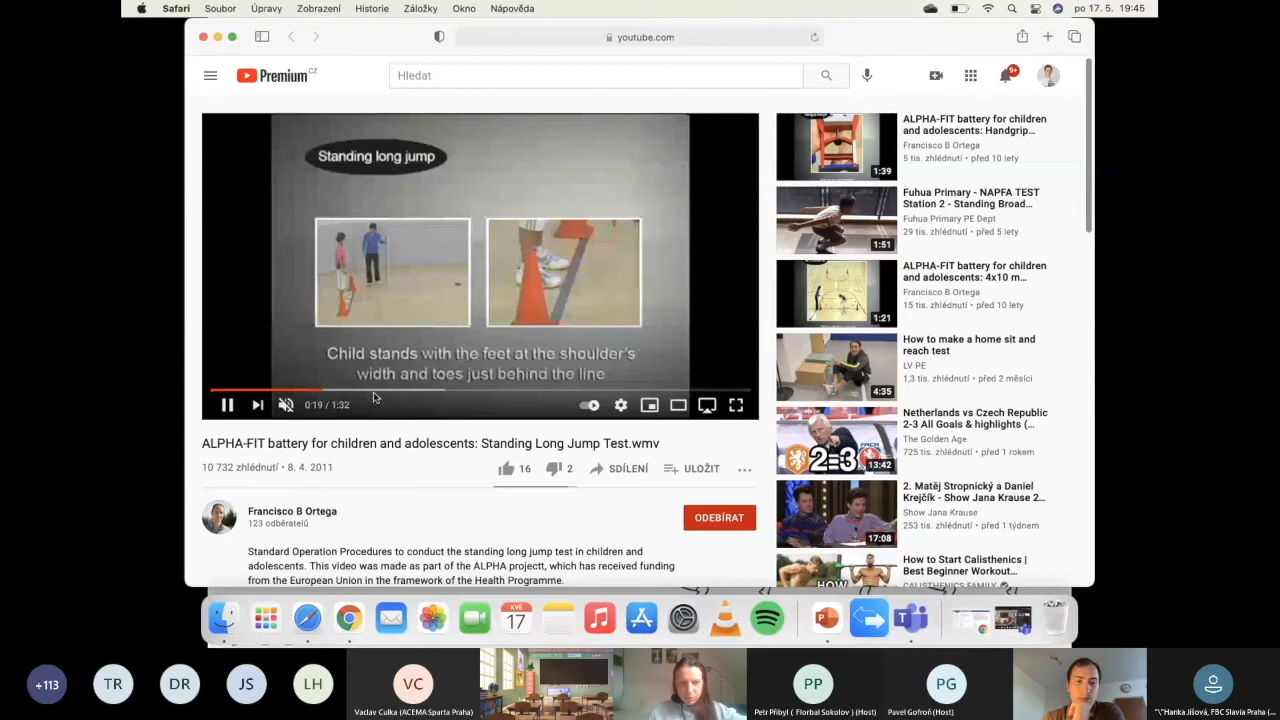 Safari Soubor Úpravy Zobrazení Historie Záložky Okno Nápověda po 17. 5. 19:45
youtube.com
Premium CZ
Hledat
9+
Standing long jump
Child stands with the feet at the shoulder's
width and toes just behind the line
0:19 / 1:32
ALPHA-FIT battery for children and adolescents: Standing Long Jump Test.wmv
10 732 zhlédnutí • 8. 4. 2011
16 2 SDÍLENÍ ULOŽIT
Francisco B Ortega
123 odběratelů
ODEBÍRAT
Standard Operation Procedures to conduct the standing long jump test in children and
adolescents. This video was made as part of the ALPHA projectt, which has received funding
from the European Union in the framework of the Health Programme.
ALPHA-FIT battery for children
and adolescents: Handgrip...
Francisco B Ortega
5 tis. zhlédnutí • před 10 lety
1:39
Fuhua Primary - NAPFA TEST
Station 2 - Standing Broad...
Fuhua Primary PE Dept
29 tis. zhlédnutí • před 5 lety
1:51
ALPHA-FIT battery for children
and adolescents: 4x10 m...
Francisco B Ortega
15 tis. zhlédnutí • před 10 lety
1:21
How to make a home sit and
reach test
LV PE
1,3 tis. zhlédnutí • před 2 měsíci
4:35
Netherlands vs Czech Republic
2-3 All Goals & highlights (...
The Golden Age
725 tis. zhlédnutí • před 1 rokem
2=3
13:42
2. Matěj Stropnický a Daniel
Krejčík - Show Jana Krause 2...
Show Jana Krause
253 tis. zhlédnutí • před 1 týdnem
17:08
How to Start Calisthenics |
Best Beginner Workout...
CALISTHENICS FAMILY
HOW
KVĚ
17
+113 TR DR JS LH VC PP PG
Vaclav Culka (ACEMA Sparta Praha)
Petr Přibyl ( Florbal Sokolov ) (Host)
Pavel Gofroň (Host)
"\"Hanka Jíšová, FBC Slavia Praha (...